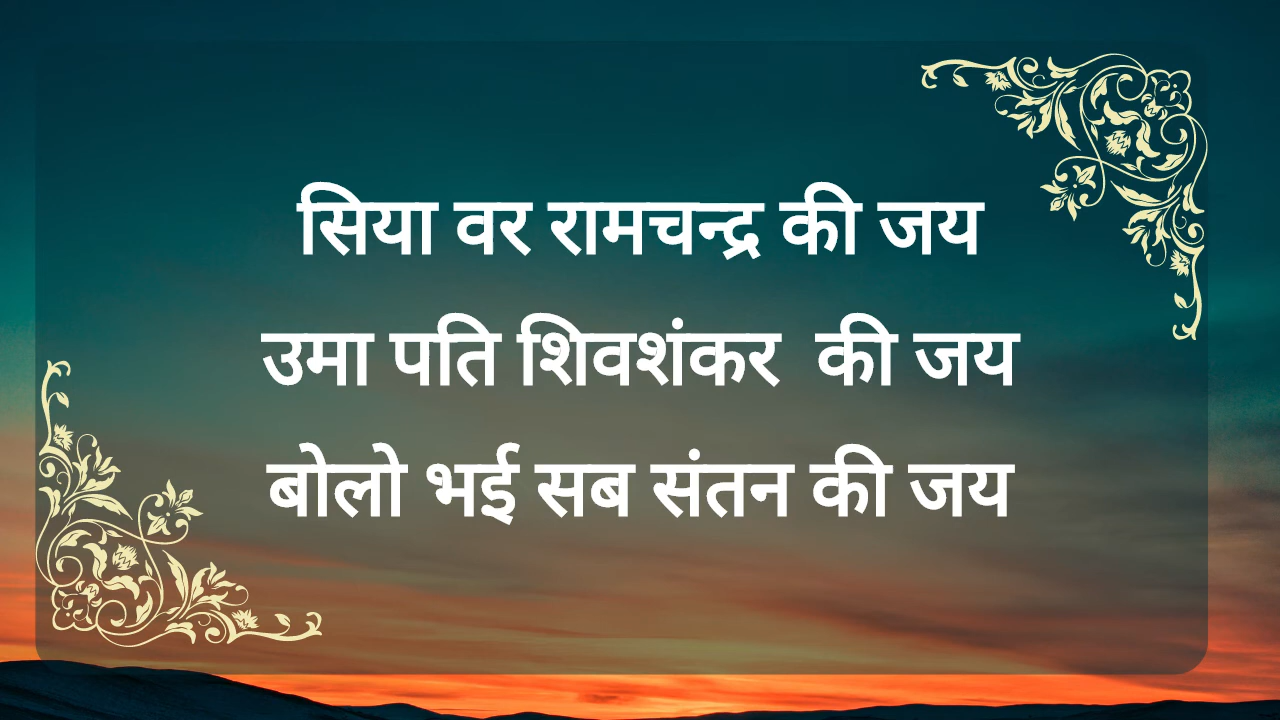 सिया वर रामचन्द्र की जय
उमा पति शिवशंकर  की जय
बोलो भई सब संतन की जय